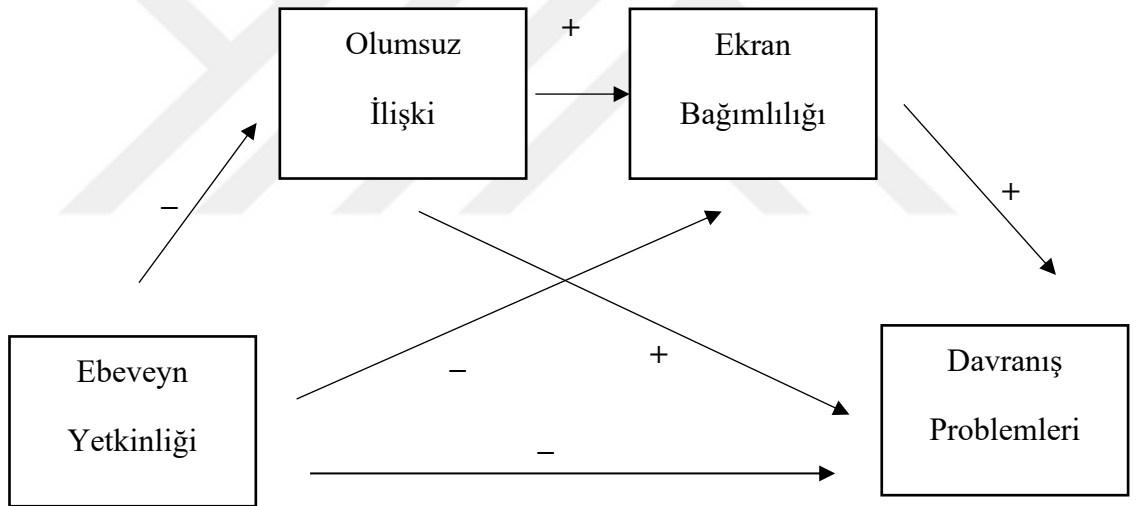 Olumsuz
İlişki
+
Ekran
Bağımlılığı
–
+
Ebeveyn
Yetkinliği
–
+
–
Davranış
Problemleri